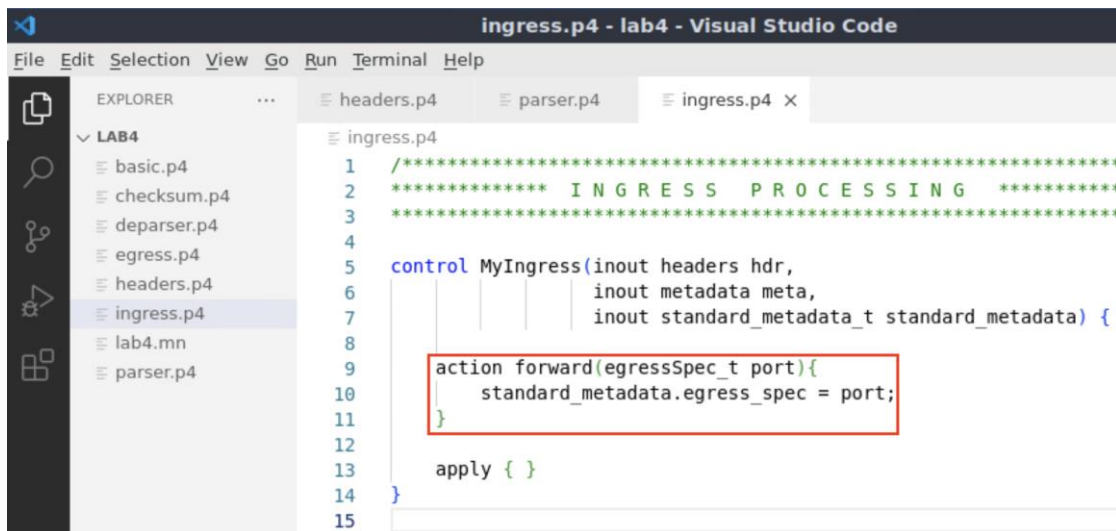 ingress.p4 - lab4 - Visual Studio Code
File Edit Selection View Go Run Terminal Help
EXPLORER ...
headers.p4 parser.p4 ingress.p4 ×
LAB4
basic.p4
checksum.p4
deparser.p4
egress.p4
headers.p4
ingress.p4
lab4.mn
parser.p4
ingress.p4
1 /****************************************************************
2 ************** I N G R E S S   P R O C E S S I N G   ***********
3 ****************************************************************
4
5 control MyIngress(inout headers hdr,
6                   inout metadata meta,
7                   inout standard_metadata_t standard_metadata) {
8
9     action forward(egressSpec_t port){
10         standard_metadata.egress_spec = port;
11     }
12
13     apply { }
14 }
15